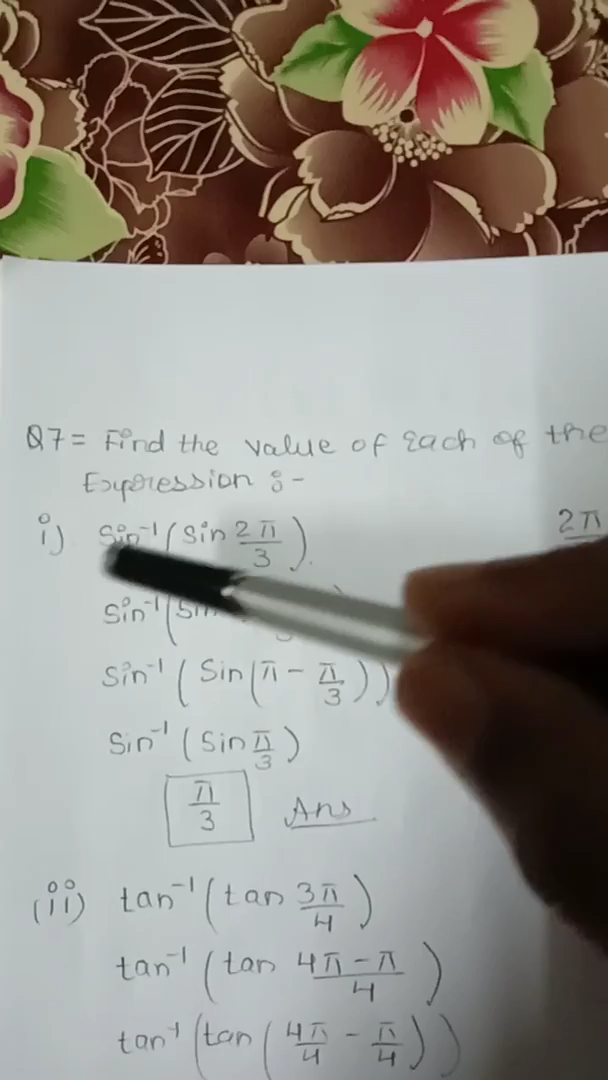 Q7 = Find the value of Each of the
Expression :-
i) sin⁻¹(sin 2π/3). 2π
sin⁻¹(sin
sin⁻¹(sin(π - π/3))
sin⁻¹(sin π/3)
π/3 Ans
(ii) tan⁻¹(tan 3π/4)
tan⁻¹(tan 4π-π/4)
tan⁻¹(tan(4π/4 - π/4))